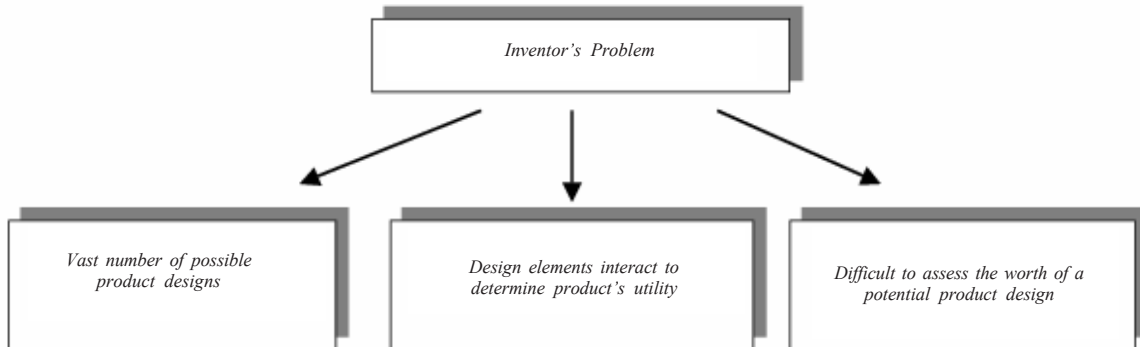 Inventor's Problem
Vast number of possible
product designs
Design elements interact to
determine product's utility
Difficult to assess the worth of a
potential product design